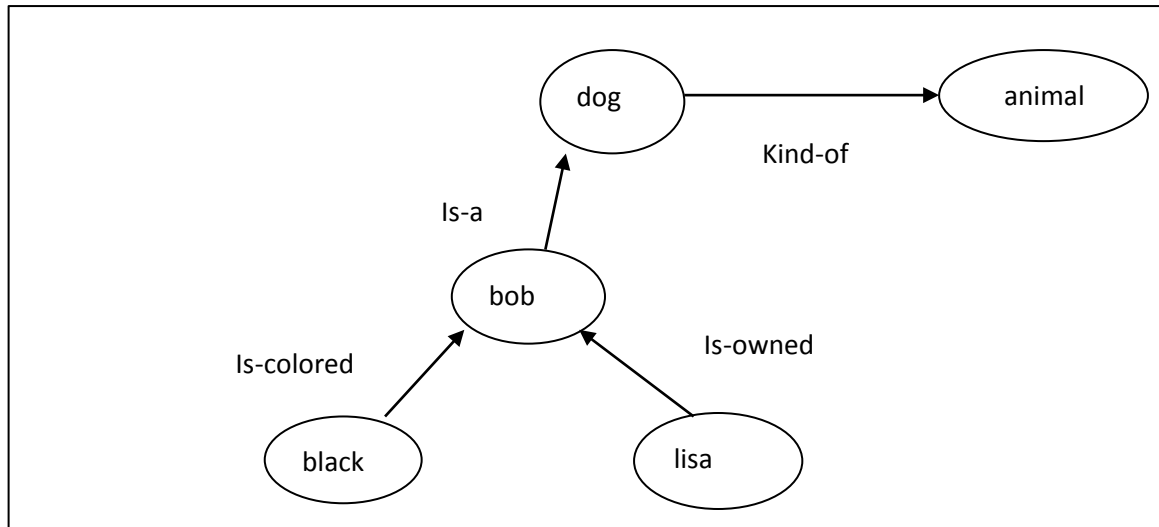 dog
animal
Kind-of
Is-a
bob
Is-owned
Is-colored
black
lisa